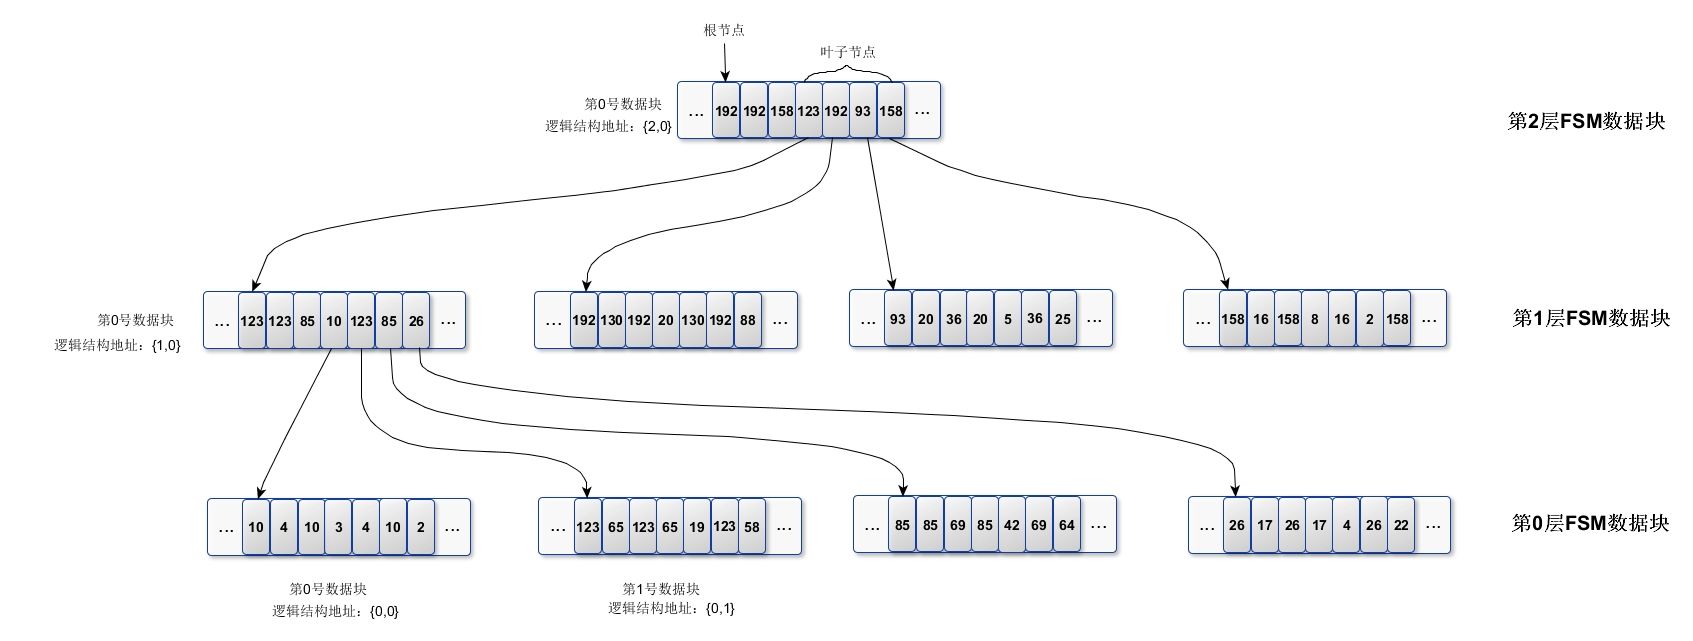 根节点
叶子节点
第0号数据块
逻辑结构地址：{2,0}
... 192 192 158 123 192 93 158 ...
第2层FSM数据块
第0号数据块
逻辑结构地址：{1,0}
... 123 123 85 10 123 85 26 ...
... 192 130 192 20 130 192 88 ...
... 93 20 36 20 5 36 25 ...
... 158 16 158 8 16 2 158 ...
第1层FSM数据块
... 10 4 10 3 4 10 2 ...
... 123 65 123 65 19 123 58 ...
... 85 85 69 85 42 69 64 ...
... 26 17 26 17 4 26 22 ...
第0层FSM数据块
第0号数据块
逻辑结构地址：{0,0}
第1号数据块
逻辑结构地址：{0,1}